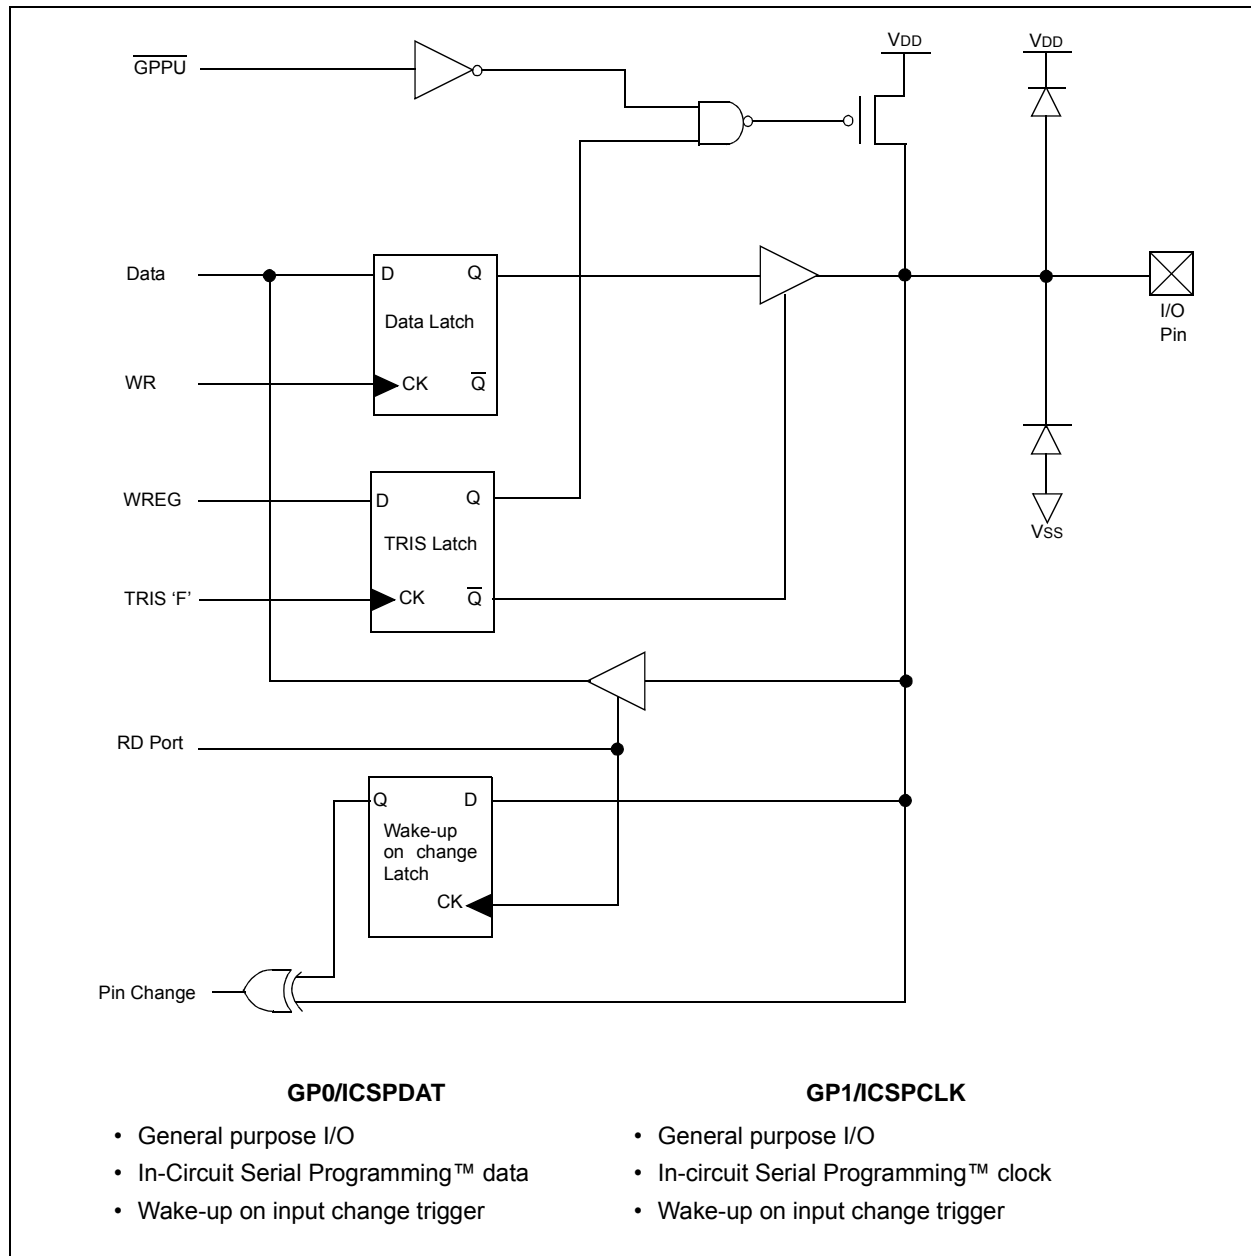 VDD
VDD
GPPU
Data
D
Q
Data Latch
I/O
Pin
WR
CK
Q
WREG
D
Q
TRIS Latch
VSS
TRIS ‘F’
CK
Q
RD Port
Q
D
Wake-up
on change
Latch
CK
Pin Change
GP0/ICSPDAT
• General purpose I/O
• In-Circuit Serial Programming™ data
• Wake-up on input change trigger
GP1/ICSPCLK
• General purpose I/O
• In-circuit Serial Programming™ clock
• Wake-up on input change trigger